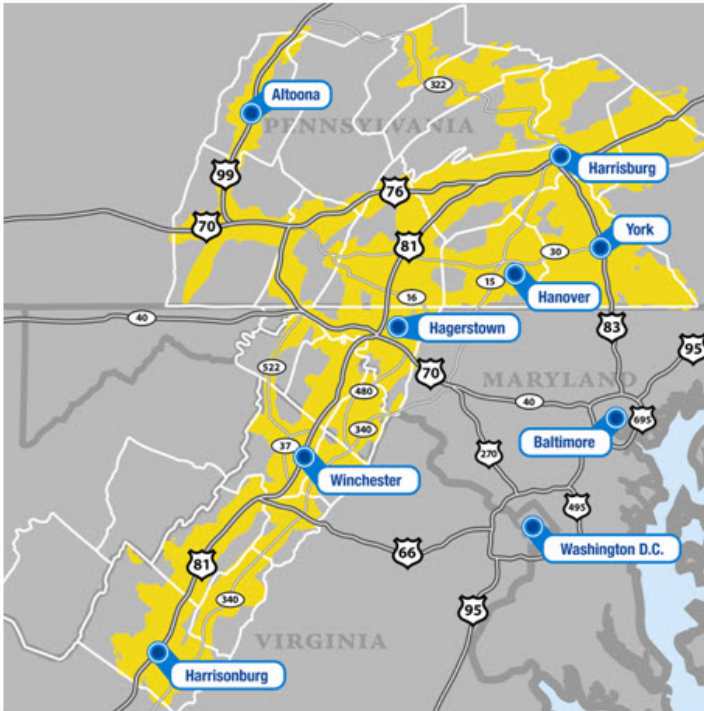 322
Altoona
PENNSYLVANIA
Harrisburg
99
76
70
81
York
30
15
Hanover
16
40
Hagerstown
83
95
522
70
MARYLAND
480
40
695
340
Baltimore
37
270
Winchester
495
Washington D.C.
66
81
340
95
VIRGINIA
Harrisonburg